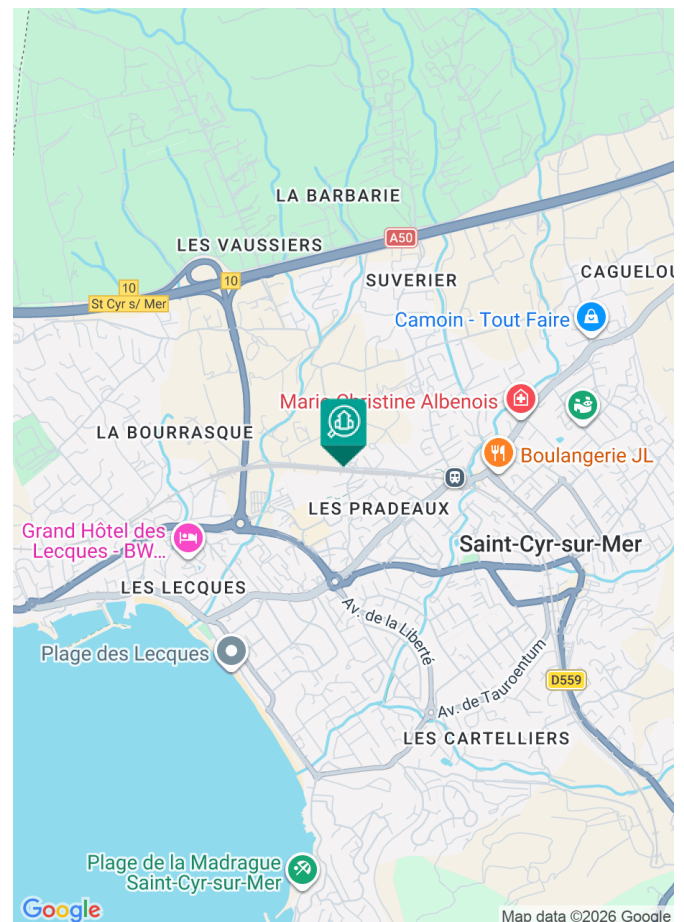 LA BARBARIE
LES VAUSSIERS
A50
10
10
St Cyr s/ Mer
SUVERIER
CAGUELOU
Camoin - Tout Faire
Marie-Christine Albenois
LA BOURRASQUE
Boulangerie JL
LES PRADEAUX
Grand Hôtel des
Lecques - BW...
Saint-Cyr-sur-Mer
LES LECQUES
Av. de la Liberté
Plage des Lecques
Av. de Tauroentum
D559
LES CARTELLIERS
Plage de la Madrague
Saint-Cyr-sur-Mer
Google
Map data ©2026 Google